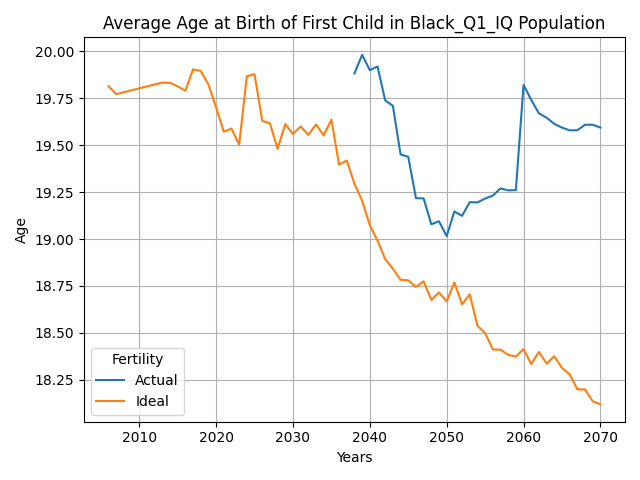 Average Age at Birth of First Child in Black_Q1_IQ Population
20.00
19.75
19.50
19.25
19.00
18.75
18.50
18.25
Age
Fertility
Actual
Ideal
2010 2020 2030 2040 2050 2060 2070
Years